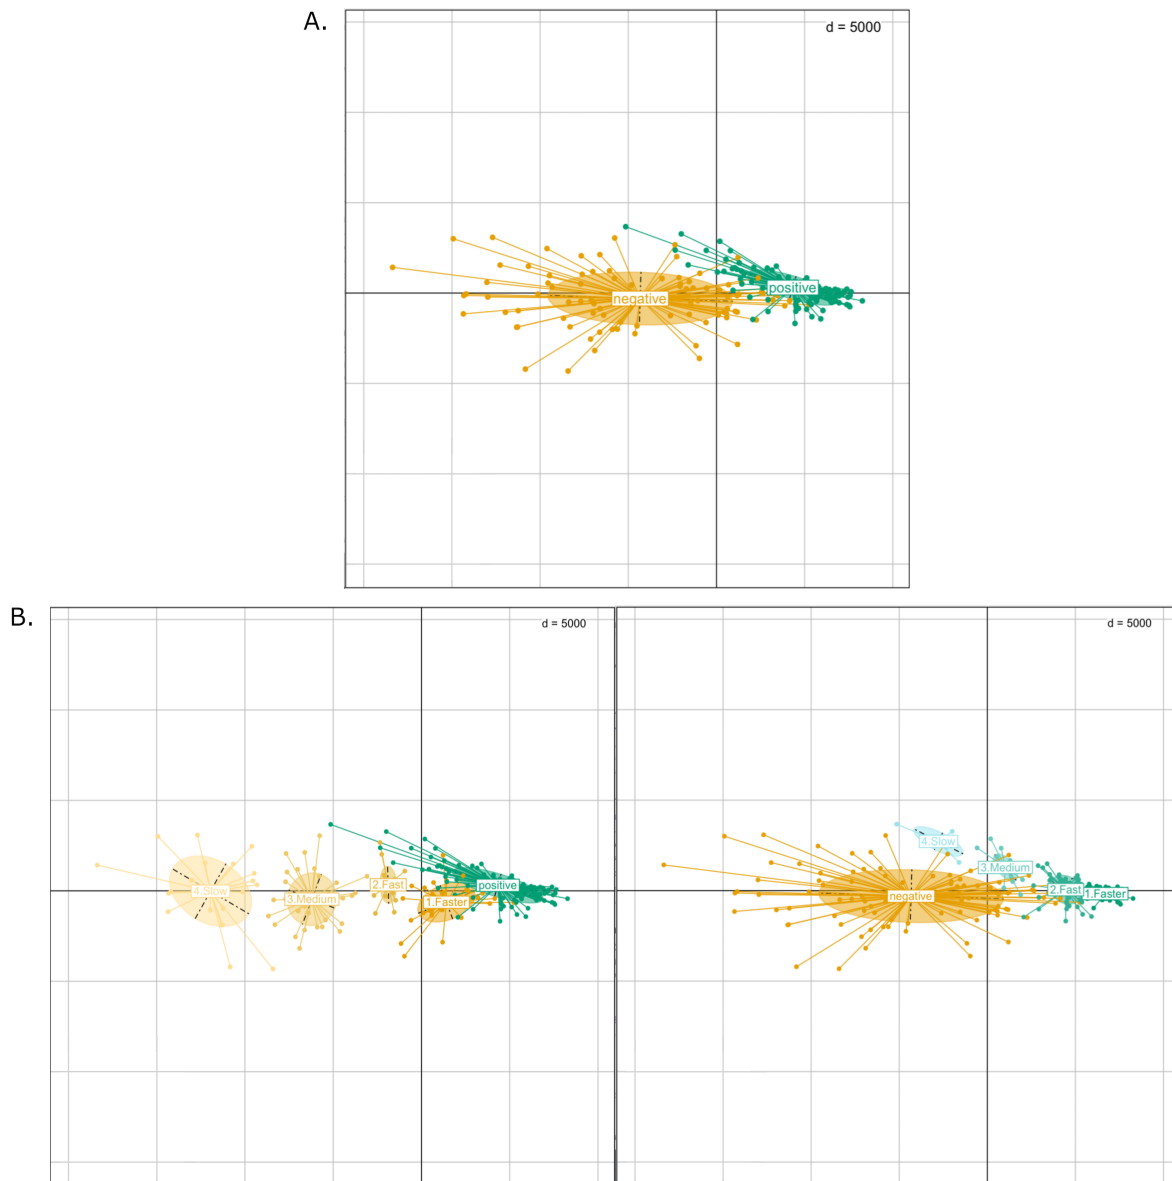 A.
d = 5000
negative
positive
B.
d = 5000
4.Slow
3.Medium
2.Fast
1.Faster
positive
d = 5000
4.Slow
3.Medium
2.Fast
1.Faster
negative